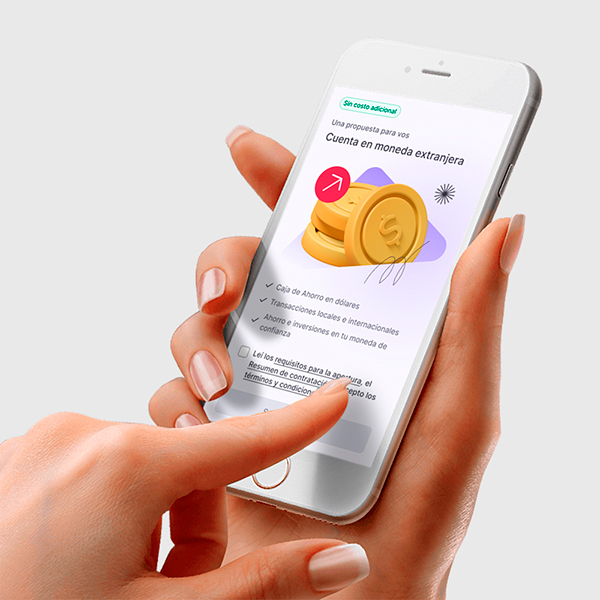 Sin costo adicional
Una propuesta para vos
Cuenta en moneda extranjera
$
Caja de Ahorro en dólares
Transacciones locales e internacionales
Ahorro e inversiones en tu moneda de
confianza
Leí los requisitos para la apertura, el
Resumen de contratación, acepto los
términos y condiciones